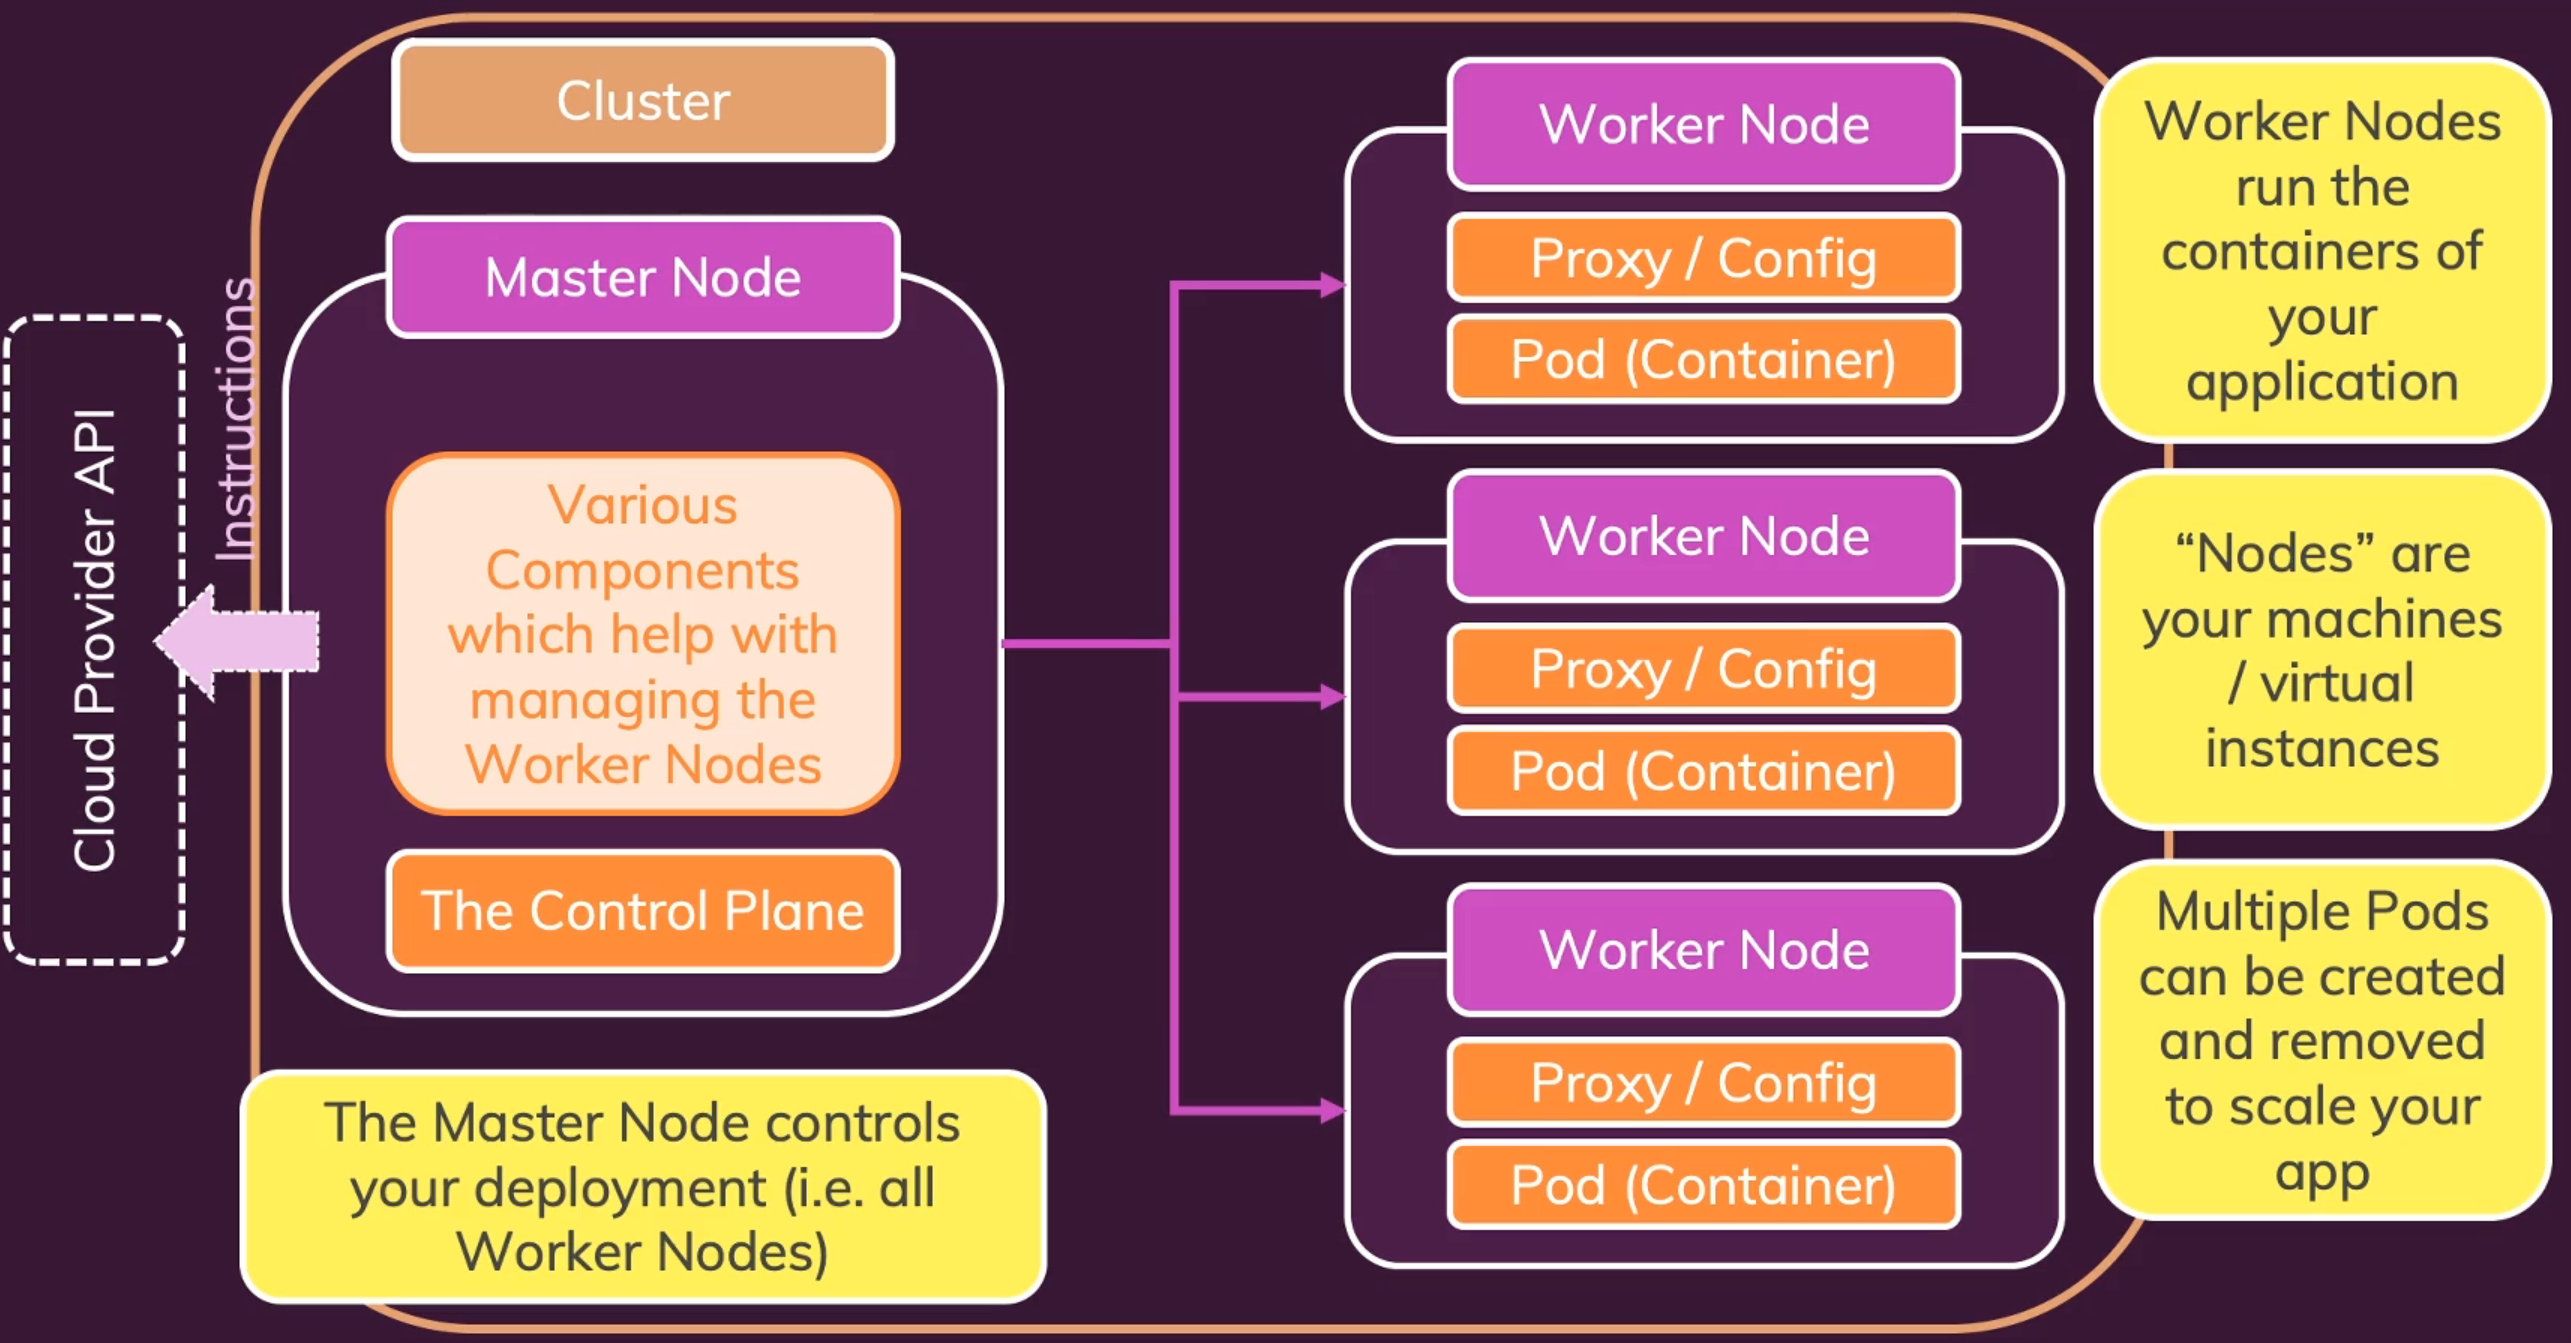 Cluster
Master Node
Various
Components
which help with
managing the
Worker Nodes
The Control Plane
The Master Node controls
your deployment (i.e. all
Worker Nodes)
Cloud Provider API
Instructions
Worker Node
Proxy / Config
Pod (Container)
Worker Node
Proxy / Config
Pod (Container)
Worker Node
Proxy / Config
Pod (Container)
Worker Nodes
run the
containers of
your
application
“Nodes” are
your machines
/ virtual
instances
Multiple Pods
can be created
and removed
to scale your
app